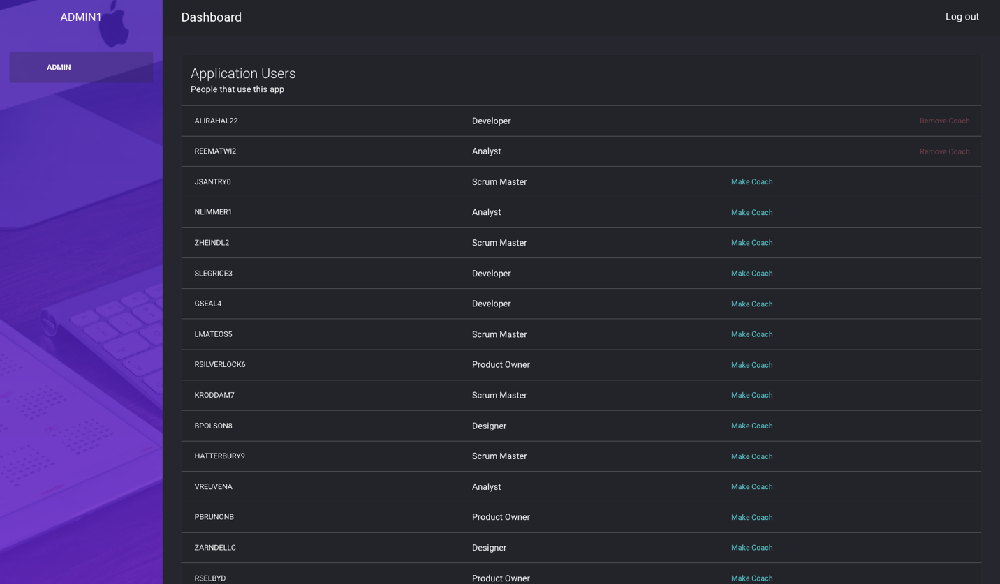 ADMIN1
Dashboard
Log out
ADMIN
Application Users
People that use this app
ALIRAHAL22 Developer Remove Coach
REEMATWI2 Analyst Remove Coach
JSANTRY0 Scrum Master Make Coach
NLIMMER1 Analyst Make Coach
ZHEINDL2 Scrum Master Make Coach
SLEGRICE3 Developer Make Coach
GSEAL4 Developer Make Coach
LMATEOS5 Scrum Master Make Coach
RSILVERLOCK6 Product Owner Make Coach
KRODDAM7 Scrum Master Make Coach
BPOLSON8 Designer Make Coach
HATTERBURY9 Scrum Master Make Coach
VREUVENA Analyst Make Coach
PBRUNONB Product Owner Make Coach
ZARNDELLC Designer Make Coach
RSELBYD Product Owner Make Coach